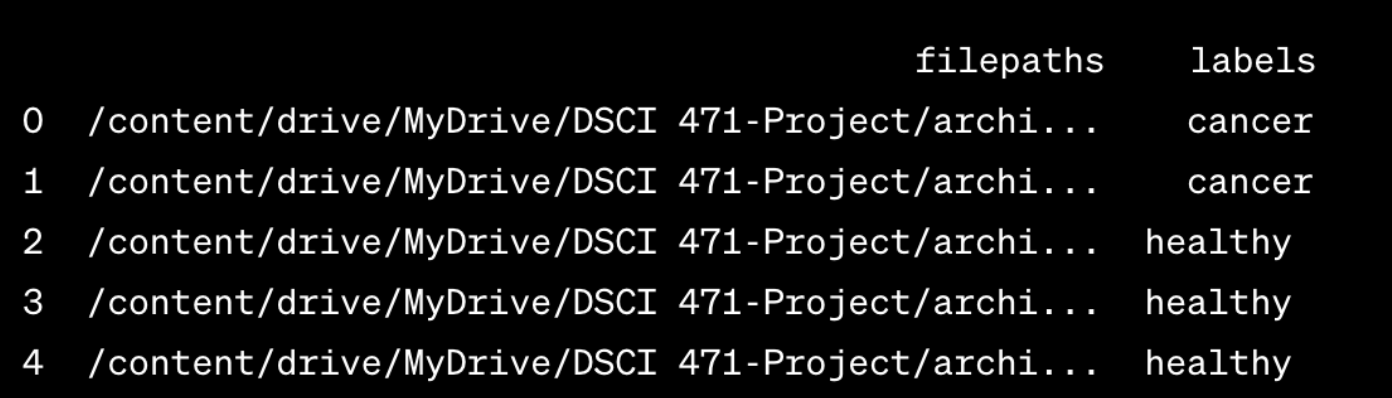 filepaths labels
0 /content/drive/MyDrive/DSCI 471-Project/archi... cancer
1 /content/drive/MyDrive/DSCI 471-Project/archi... cancer
2 /content/drive/MyDrive/DSCI 471-Project/archi... healthy
3 /content/drive/MyDrive/DSCI 471-Project/archi... healthy
4 /content/drive/MyDrive/DSCI 471-Project/archi... healthy